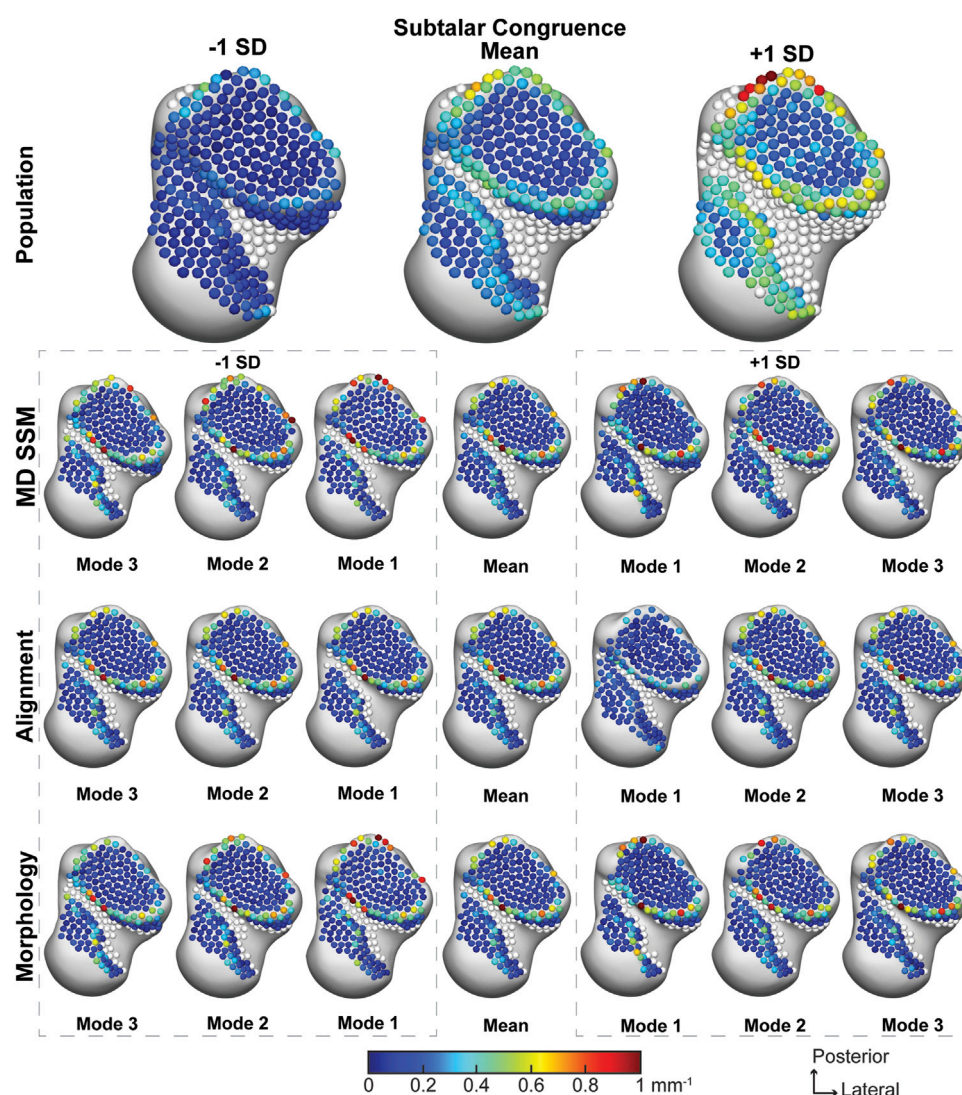 Subtalar Congruence
-1 SD Mean +1 SD
Population
-1 SD +1 SD
MD SSM
Mode 3 Mode 2 Mode 1 Mean Mode 1 Mode 2 Mode 3
Alignment
Mode 3 Mode 2 Mode 1 Mean Mode 1 Mode 2 Mode 3
Morphology
Mode 3 Mode 2 Mode 1 Mean Mode 1 Mode 2 Mode 3
0 0.2 0.4 0.6 0.8 1 mm⁻¹
Posterior
Lateral